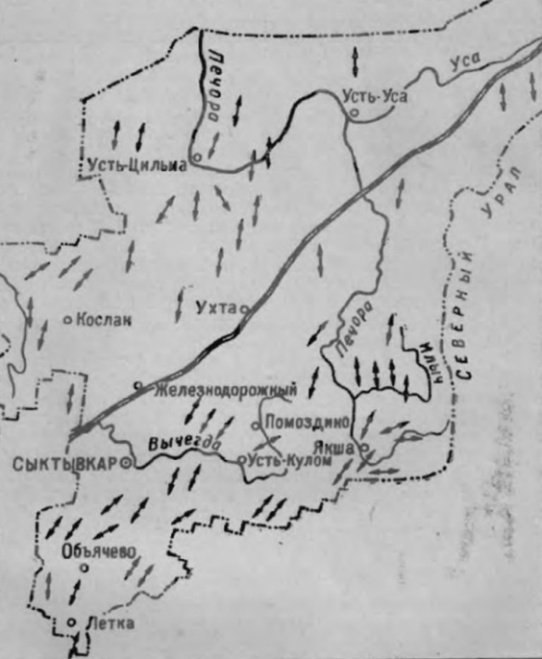 Печора
Уса
Усть-Уса
Усть-Цильма
СЕВЕРНЫЙ
УРАЛ
Кослан
Ухта
Печора
Илыч
Железнодорожный
Помоздино
Вычегда
Якша
СЫКТЫВКАР
Усть-Кулом
Объячево
Летка